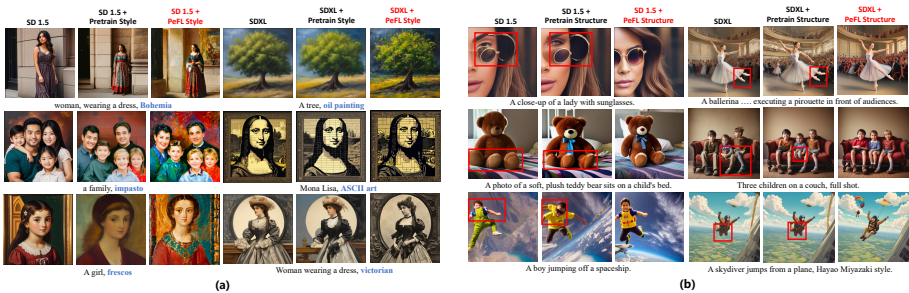 SD 1.5
SD 1.5 +
Pretrain Style
SD 1.5 +
PeFL Style
SDXL
SDXL +
Pretrain Style
SDXL +
PeFL Style
woman, wearing a dress, Bohemia
A tree, oil painting
a family, impasto
Mona Lisa, ASCII art
A girl, frescos
Woman wearing a dress, victorian
(a)
SD 1.5
SD 1.5 +
Pretrain Structure
SD 1.5 +
PeFL Structure
SDXL
SDXL +
Pretrain Structure
SDXL +
PeFL Structure
A close-up of a lady with sunglasses.
A ballerina .... executing a pirouette in front of audiences.
A photo of a soft, plush teddy bear sits on a child's bed.
Three children on a couch, full shot.
A boy jumping off a spaceship.
A skydiver jumps from a plane, Hayao Miyazaki style.
(b)